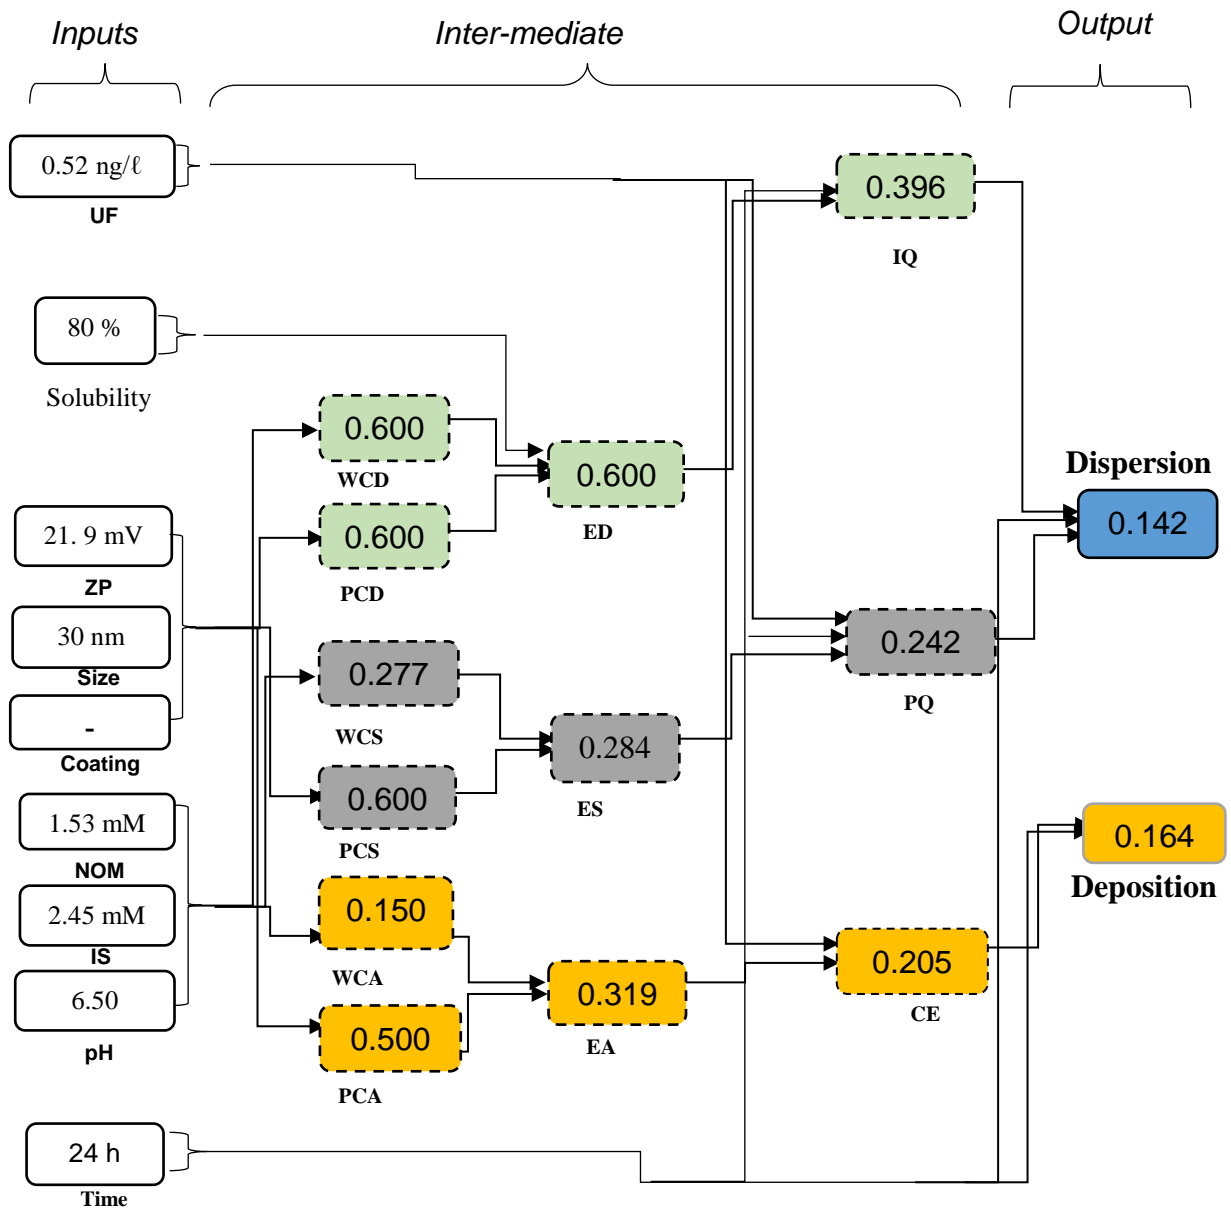 Inputs
Inter-mediate
Output
0.52 ng/ℓ
UF
80 %
Solubility
21. 9 mV
ZP
30 nm
Size
-
Coating
1.53 mM
NOM
2.45 mM
IS
6.50
pH
24 h
Time
0.600
WCD
0.600
PCD
0.277
WCS
0.600
PCS
0.150
WCA
0.500
PCA
0.600
ED
0.284
ES
0.319
EA
0.396
IQ
0.242
PQ
0.205
CE
Dispersion
0.142
0.164
Deposition